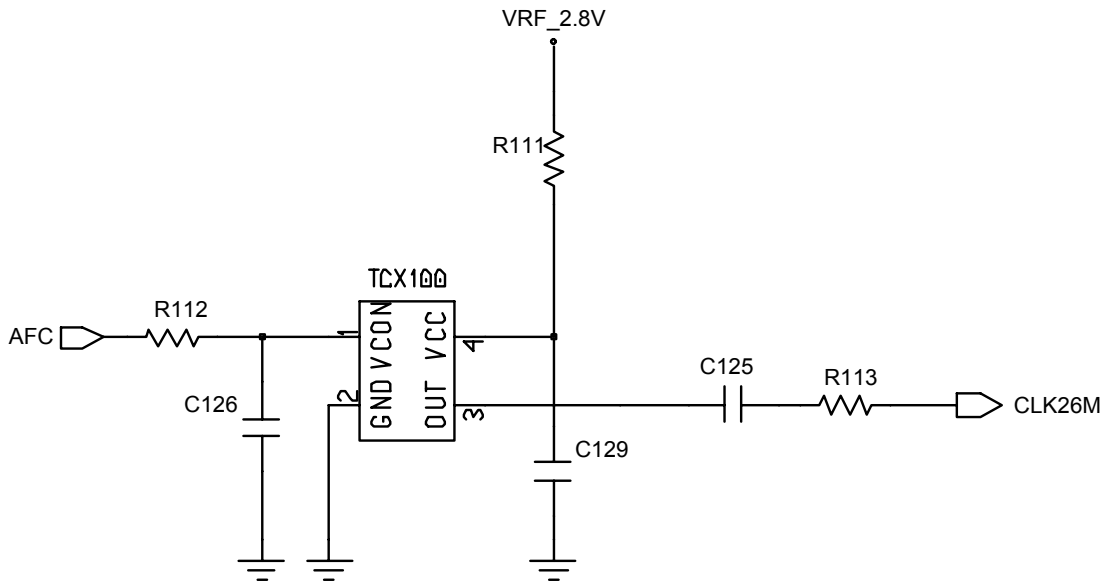 VRF_2.8V
R111
TCX100
R112
AFC
1
VCON
VCC
4
C125
R113
C126
2
GND
OUT
3
CLK26M
C129